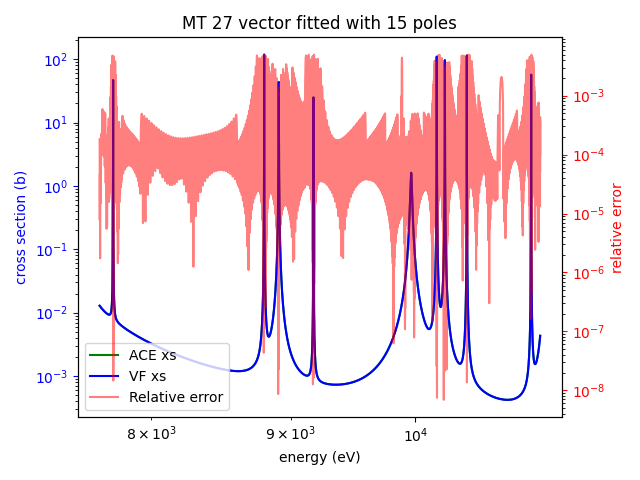 MT 27 vector fitted with 15 poles
10²
10¹
10⁰
10⁻¹
10⁻²
10⁻³
cross section (b)
10⁻³
10⁻⁴
10⁻⁵
10⁻⁶
10⁻⁷
10⁻⁸
relative error
ACE xs
VF xs
Relative error
8 × 10³
9 × 10³
10⁴
energy (eV)